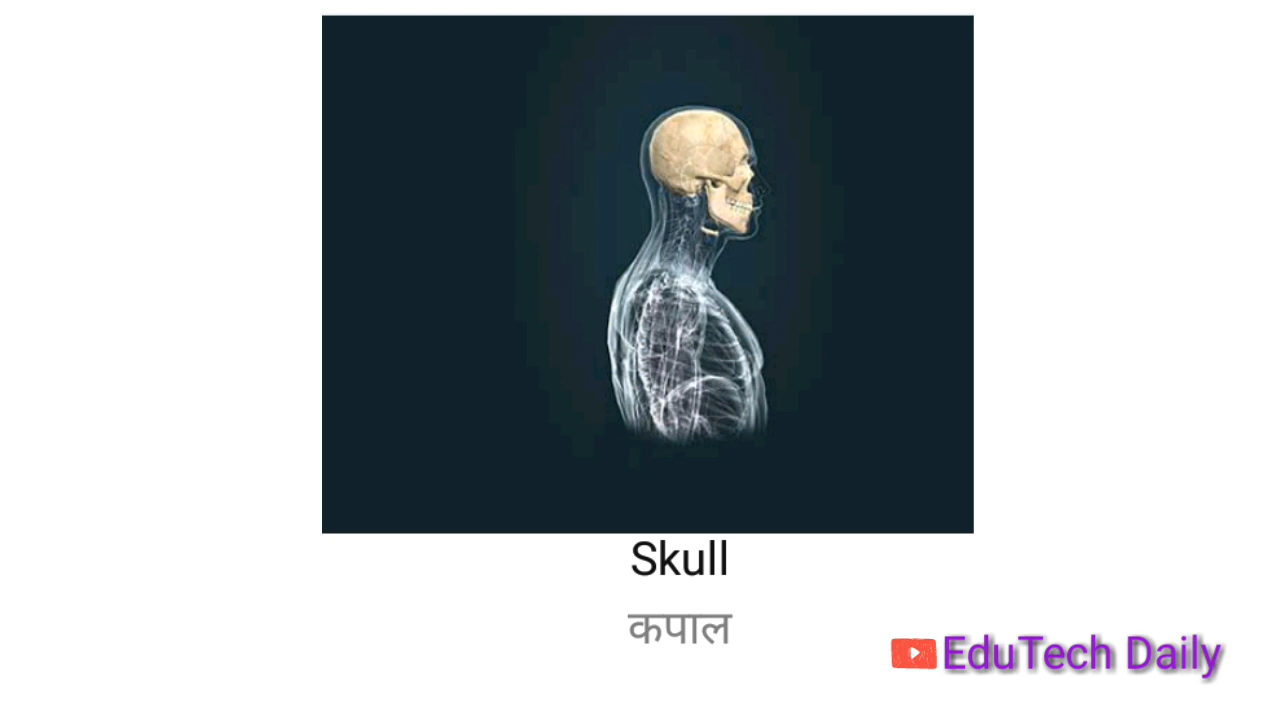 Skull
कपाल
EduTech Daily